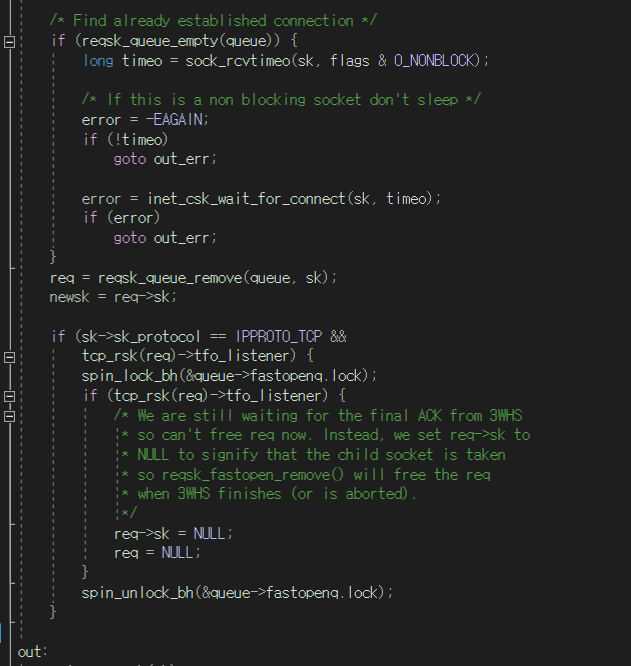 /* Find already established connection */
if (reqsk_queue_empty(queue)) {
long timeo = sock_rcvtimeo(sk, flags & O_NONBLOCK);
/* If this is a non blocking socket don't sleep */
error = -EAGAIN;
if (!timeo)
goto out_err;
error = inet_csk_wait_for_connect(sk, timeo);
if (error)
goto out_err;
}
req = reqsk_queue_remove(queue, sk);
newsk = req->sk;
if (sk->sk_protocol == IPPROTO_TCP &&
tcp_rsk(req)->tfo_listener) {
spin_lock_bh(&queue->fastopenq.lock);
if (tcp_rsk(req)->tfo_listener) {
/* We are still waiting for the final ACK from 3WHS
* so can't free req now. Instead, we set req->sk to
* NULL to signify that the child socket is taken
* so reqsk_fastopen_remove() will free the req
* when 3WHS finishes (or is aborted).
*/
req->sk = NULL;
req = NULL;
}
spin_unlock_bh(&queue->fastopenq.lock);
}
out: